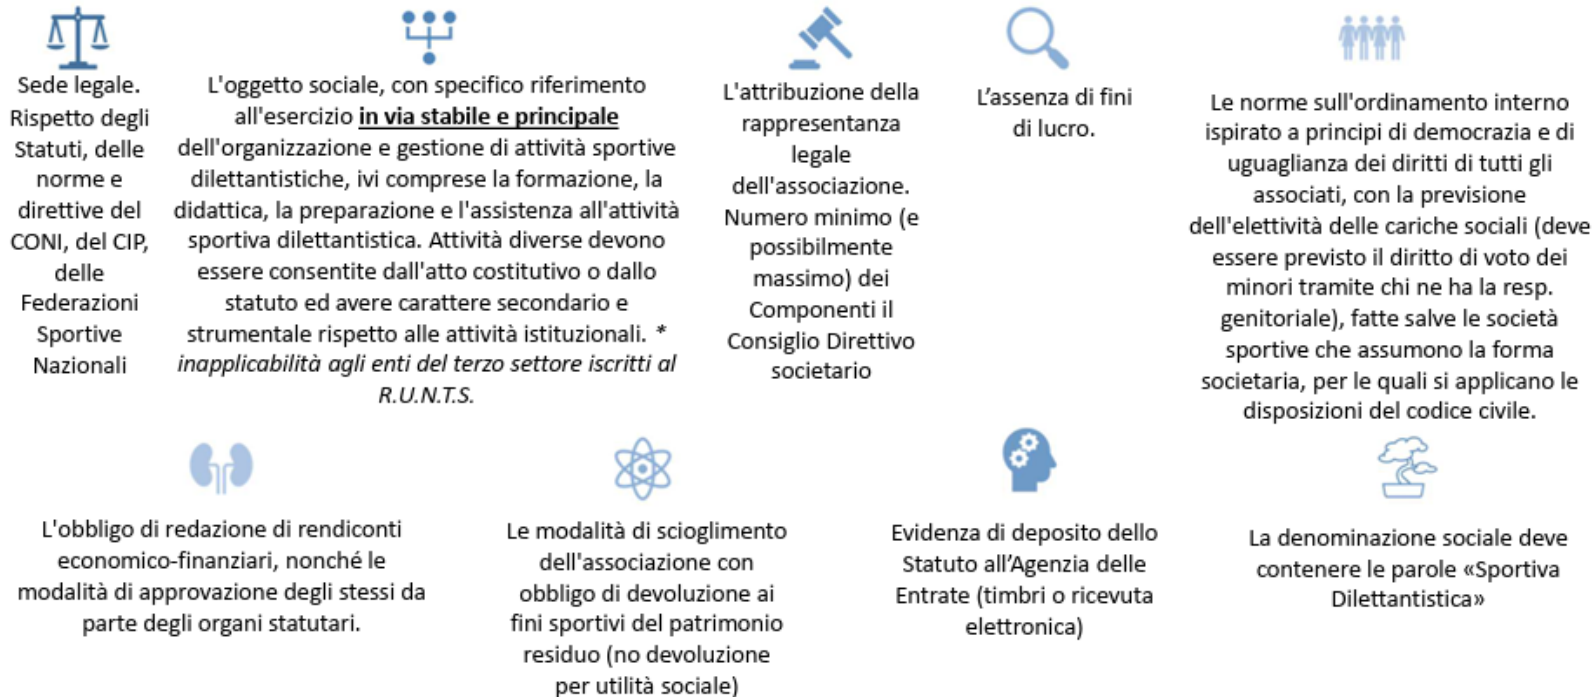 Sede legale.
Rispetto degli
Statuti, delle
norme e
direttive del
CONI, del CIP,
delle
Federazioni
Sportive
Nazionali
L'oggetto sociale, con specifico riferimento
all'esercizio in via stabile e principale
dell'organizzazione e gestione di attività sportive
dilettantistiche, ivi comprese la formazione, la
didattica, la preparazione e l'assistenza all'attività
sportiva dilettantistica. Attività diverse devono
essere consentite dall'atto costitutivo o dallo
statuto ed avere carattere secondario e
strumentale rispetto alle attività istituzionali. *
inapplicabilità agli enti del terzo settore iscritti al
R.U.N.T.S.
L'attribuzione della
rappresentanza
legale
dell'associazione.
Numero minimo (e
possibilmente
massimo) dei
Componenti il
Consiglio Direttivo
societario
L’assenza di fini
di lucro.
Le norme sull'ordinamento interno
ispirato a principi di democrazia e di
uguaglianza dei diritti di tutti gli
associati, con la previsione
dell'elettività delle cariche sociali (deve
essere previsto il diritto di voto dei
minori tramite chi ne ha la resp.
genitoriale), fatte salve le società
sportive che assumono la forma
societaria, per le quali si applicano le
disposizioni del codice civile.
L'obbligo di redazione di rendiconti
economico-finanziari, nonché le
modalità di approvazione degli stessi da
parte degli organi statutari.
Le modalità di scioglimento
dell'associazione con
obbligo di devoluzione ai
fini sportivi del patrimonio
residuo (no devoluzione
per utilità sociale)
Evidenza di deposito dello
Statuto all’Agenzia delle
Entrate (timbri o ricevuta
elettronica)
La denominazione sociale deve
contenere le parole «Sportiva
Dilettantistica»